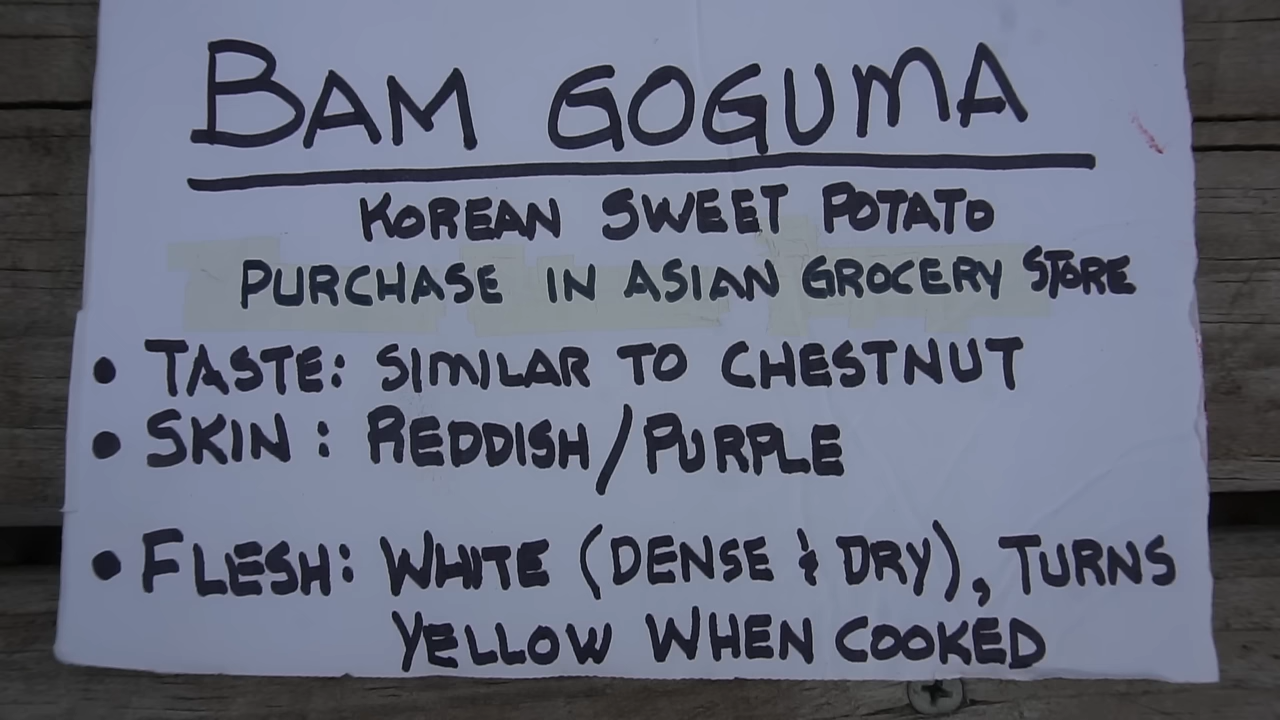 BAM GOGUMA
KOREAN SWEET POTATO
PURCHASE IN ASIAN GROCERY STORE
• TASTE: SIMILAR TO CHESTNUT
• SKIN: REDDISH/PURPLE
• FLESH: WHITE (DENSE & DRY), TURNS
YELLOW WHEN COOKED